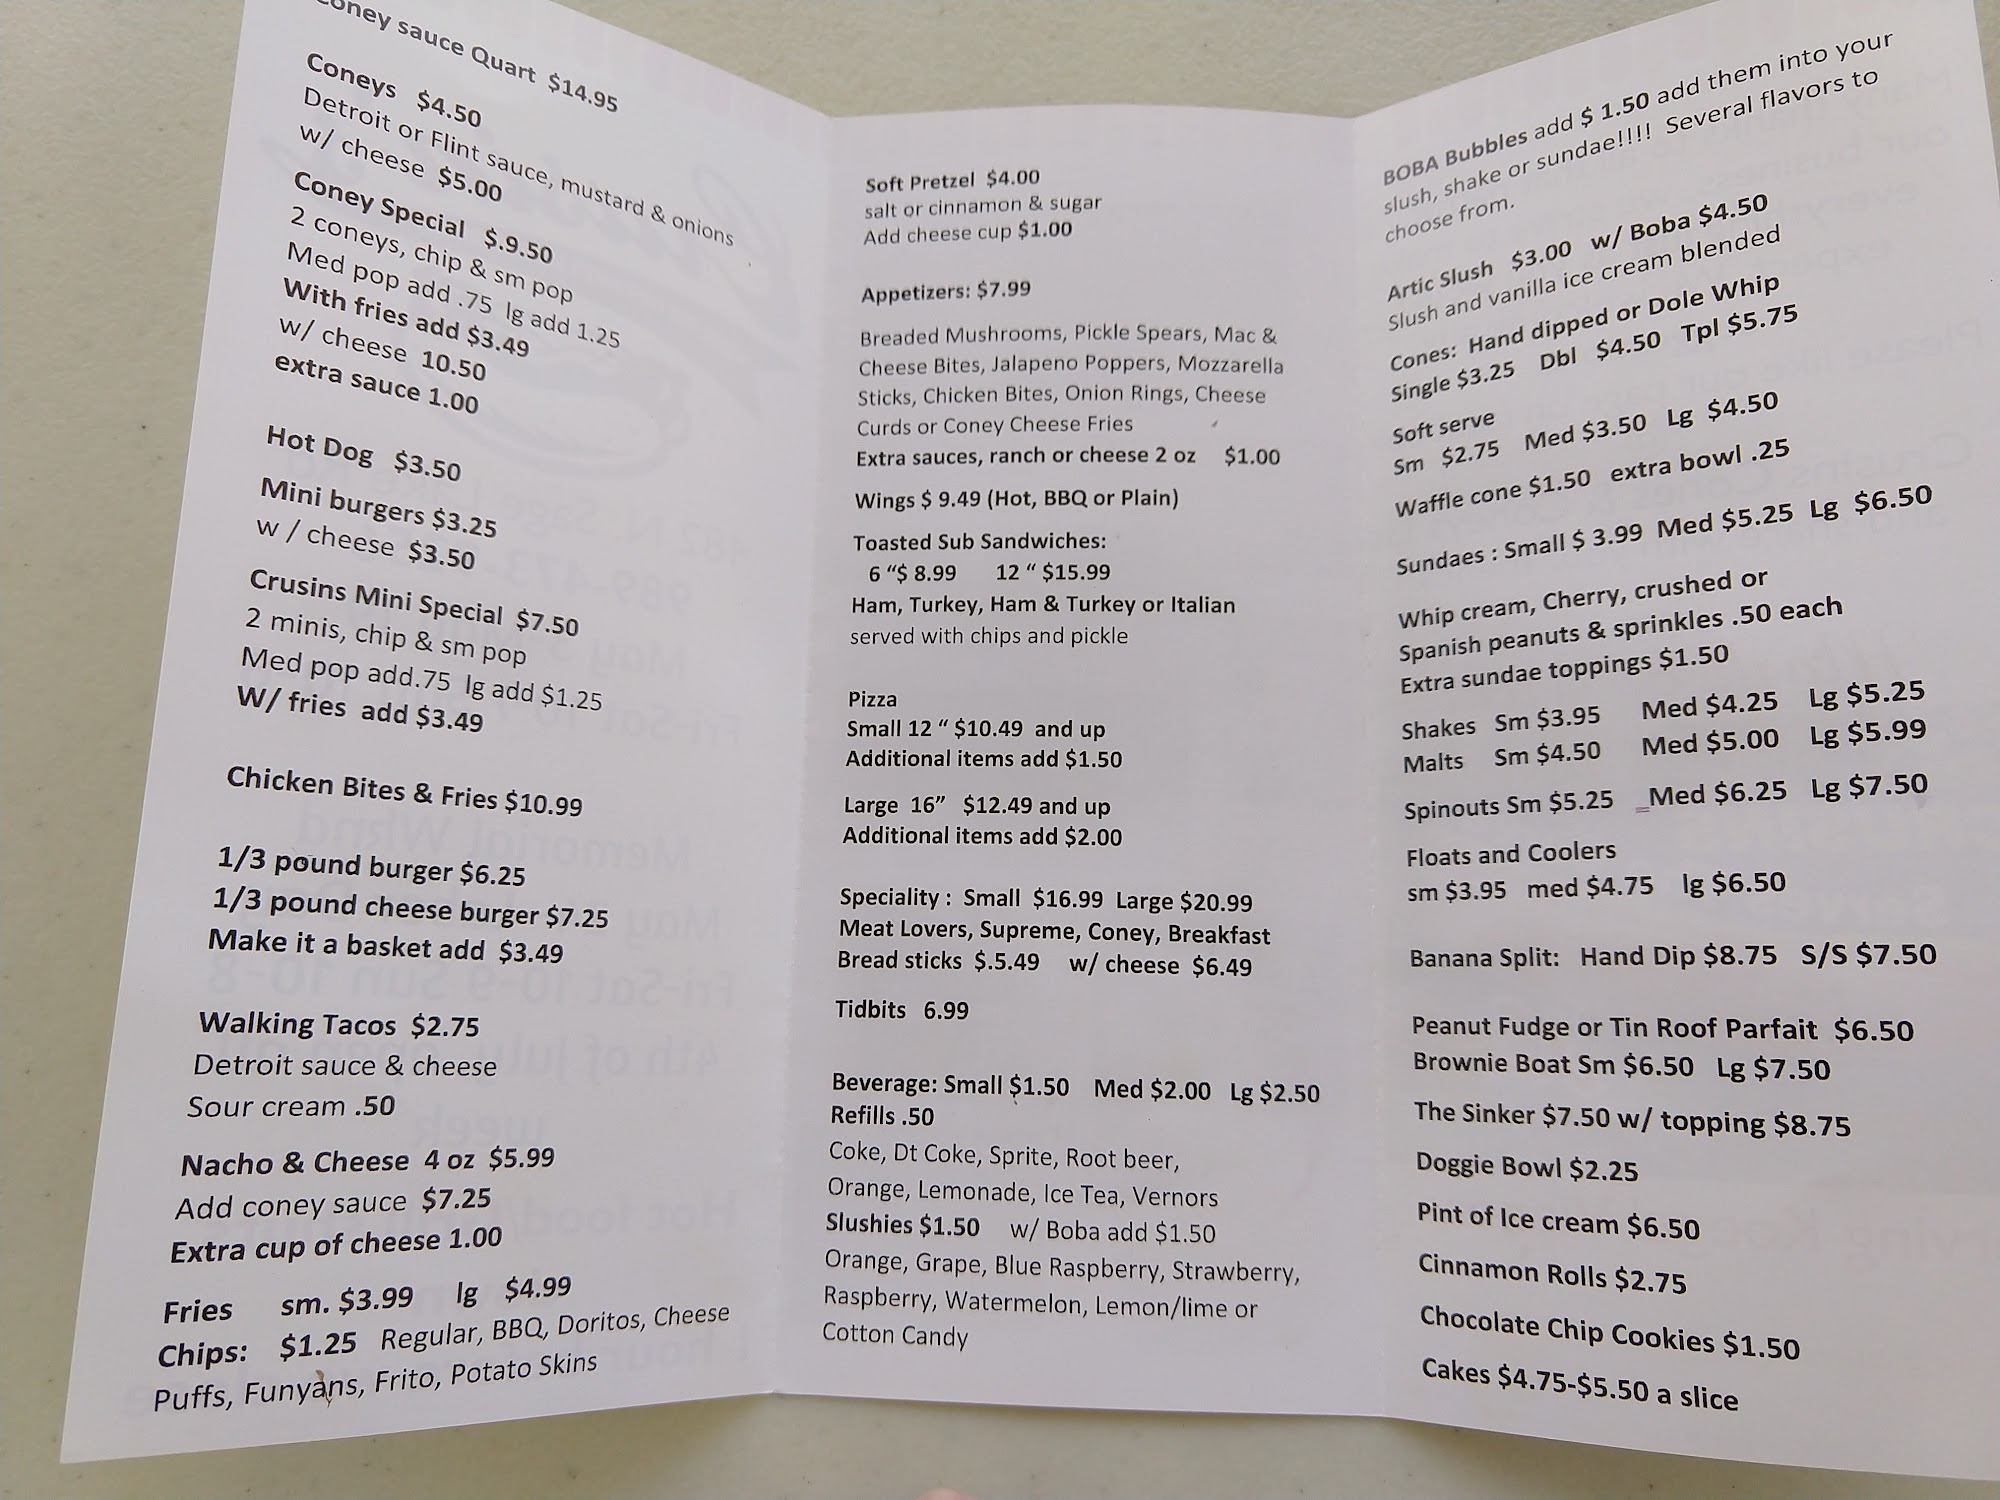 Coney sauce Quart $14.95
Coneys $4.50
Detroit or Flint sauce, mustard & onions
w/ cheese $5.00
Coney Special $.9.50
2 coneys, chip & sm pop
Med pop add .75 lg add 1.25
With fries add $3.49
w/ cheese 10.50
extra sauce 1.00
Hot Dog $3.50
Mini burgers $3.25
w / cheese $3.50
Crusins Mini Special $7.50
2 minis, chip & sm pop
Med pop add.75 lg add $1.25
W/ fries add $3.49
Chicken Bites & Fries $10.99
1/3 pound burger $6.25
1/3 pound cheese burger $7.25
Make it a basket add $3.49
Walking Tacos $2.75
Detroit sauce & cheese
Sour cream .50
Nacho & Cheese 4 oz $5.99
Add coney sauce $7.25
Extra cup of cheese 1.00
Fries sm. $3.99 lg $4.99
Chips: $1.25 Regular, BBQ, Doritos, Cheese
Puffs, Funyans, Frito, Potato Skins
Soft Pretzel $4.00
salt or cinnamon & sugar
Add cheese cup $1.00
Appetizers: $7.99
Breaded Mushrooms, Pickle Spears, Mac &
Cheese Bites, Jalapeno Poppers, Mozzarella
Sticks, Chicken Bites, Onion Rings, Cheese
Curds or Coney Cheese Fries
Extra sauces, ranch or cheese 2 oz $1.00
Wings $ 9.49 (Hot, BBQ or Plain)
Toasted Sub Sandwiches:
6 “$ 8.99 12 “ $15.99
Ham, Turkey, Ham & Turkey or Italian
served with chips and pickle
Pizza
Small 12 “ $10.49 and up
Additional items add $1.50
Large 16” $12.49 and up
Additional items add $2.00
Speciality : Small $16.99 Large $20.99
Meat Lovers, Supreme, Coney, Breakfast
Bread sticks $.5.49 w/ cheese $6.49
Tidbits 6.99
Beverage: Small $1.50 Med $2.00 Lg $2.50
Refills .50
Coke, Dt Coke, Sprite, Root beer,
Orange, Lemonade, Ice Tea, Vernors
Slushies $1.50 w/ Boba add $1.50
Orange, Grape, Blue Raspberry, Strawberry,
Raspberry, Watermelon, Lemon/lime or
Cotton Candy
BOBA Bubbles add $ 1.50 add them into your
slush, shake or sundae!!!! Several flavors to
choose from.
Artic Slush $3.00 w/ Boba $4.50
Slush and vanilla ice cream blended
Cones: Hand dipped or Dole Whip
Single $3.25 Dbl $4.50 Tpl $5.75
Soft serve
Sm $2.75 Med $3.50 Lg $4.50
Waffle cone $1.50 extra bowl .25
Sundaes : Small $ 3.99 Med $5.25 Lg $6.50
Whip cream, Cherry, crushed or
Spanish peanuts & sprinkles .50 each
Extra sundae toppings $1.50
Shakes Sm $3.95 Med $4.25 Lg $5.25
Malts Sm $4.50 Med $5.00 Lg $5.99
Spinouts Sm $5.25 Med $6.25 Lg $7.50
Floats and Coolers
sm $3.95 med $4.75 lg $6.50
Banana Split: Hand Dip $8.75 S/S $7.50
Peanut Fudge or Tin Roof Parfait $6.50
Brownie Boat Sm $6.50 Lg $7.50
The Sinker $7.50 w/ topping $8.75
Doggie Bowl $2.25
Pint of Ice cream $6.50
Cinnamon Rolls $2.75
Chocolate Chip Cookies $1.50
Cakes $4.75-$5.50 a slice